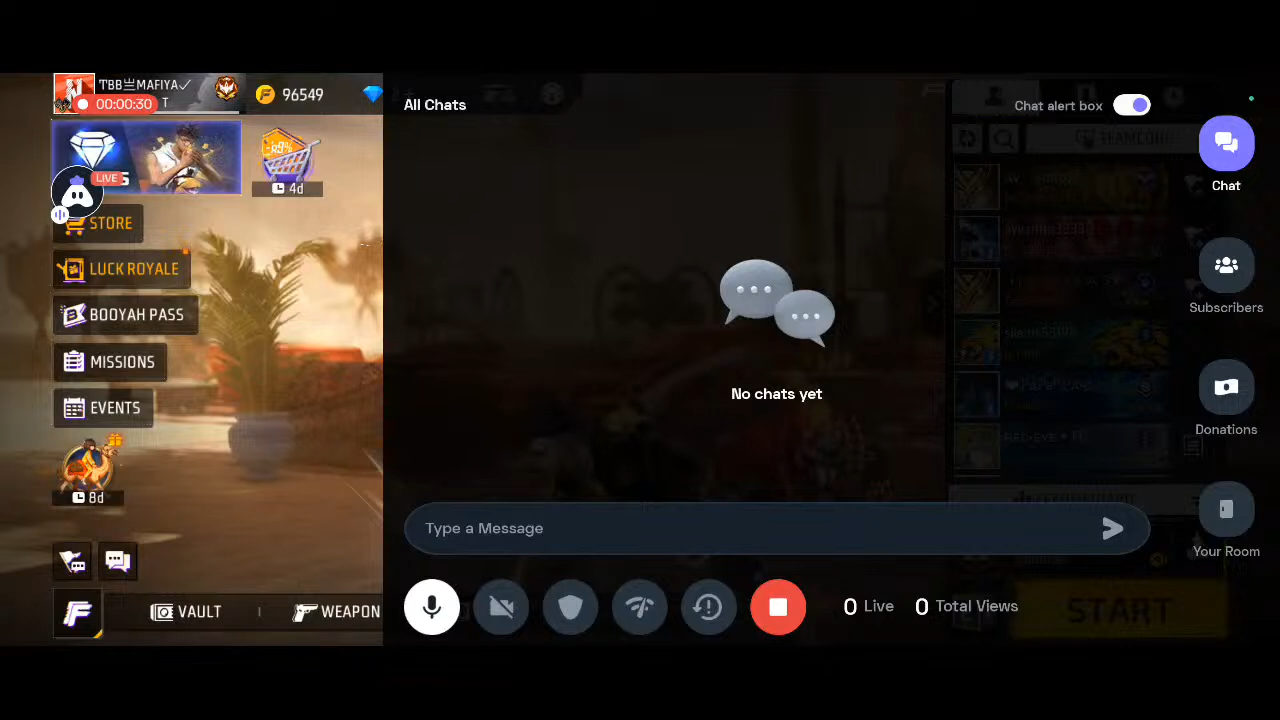 TBB亗MAFIYA✓
T
00:00:30
96549
-89%
4d
LIVE
STORE
LUCK ROYALE
BOOYAH PASS
MISSIONS
EVENTS
8d
VAULT
WEAPON
All Chats
Chat alert box
No chats yet
Type a Message
0 Live
0 Total Views
Chat
Subscribers
Donations
Your Room
START